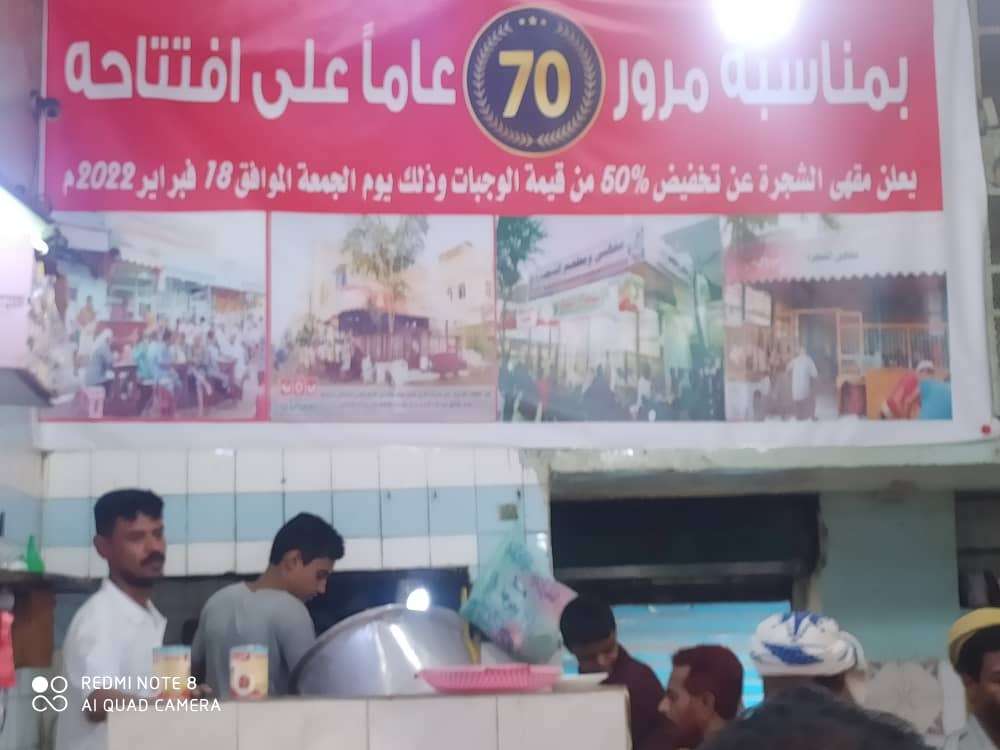 بمناسبة مرور 70 عاماً على افتتاحه
يعلن مقهى الشجرة عن تخفيض 50% من قيمة الوجبات وذلك يوم الجمعة الموافق 18 فبراير 2022م
REDMI NOTE 8
AI QUAD CAMERA